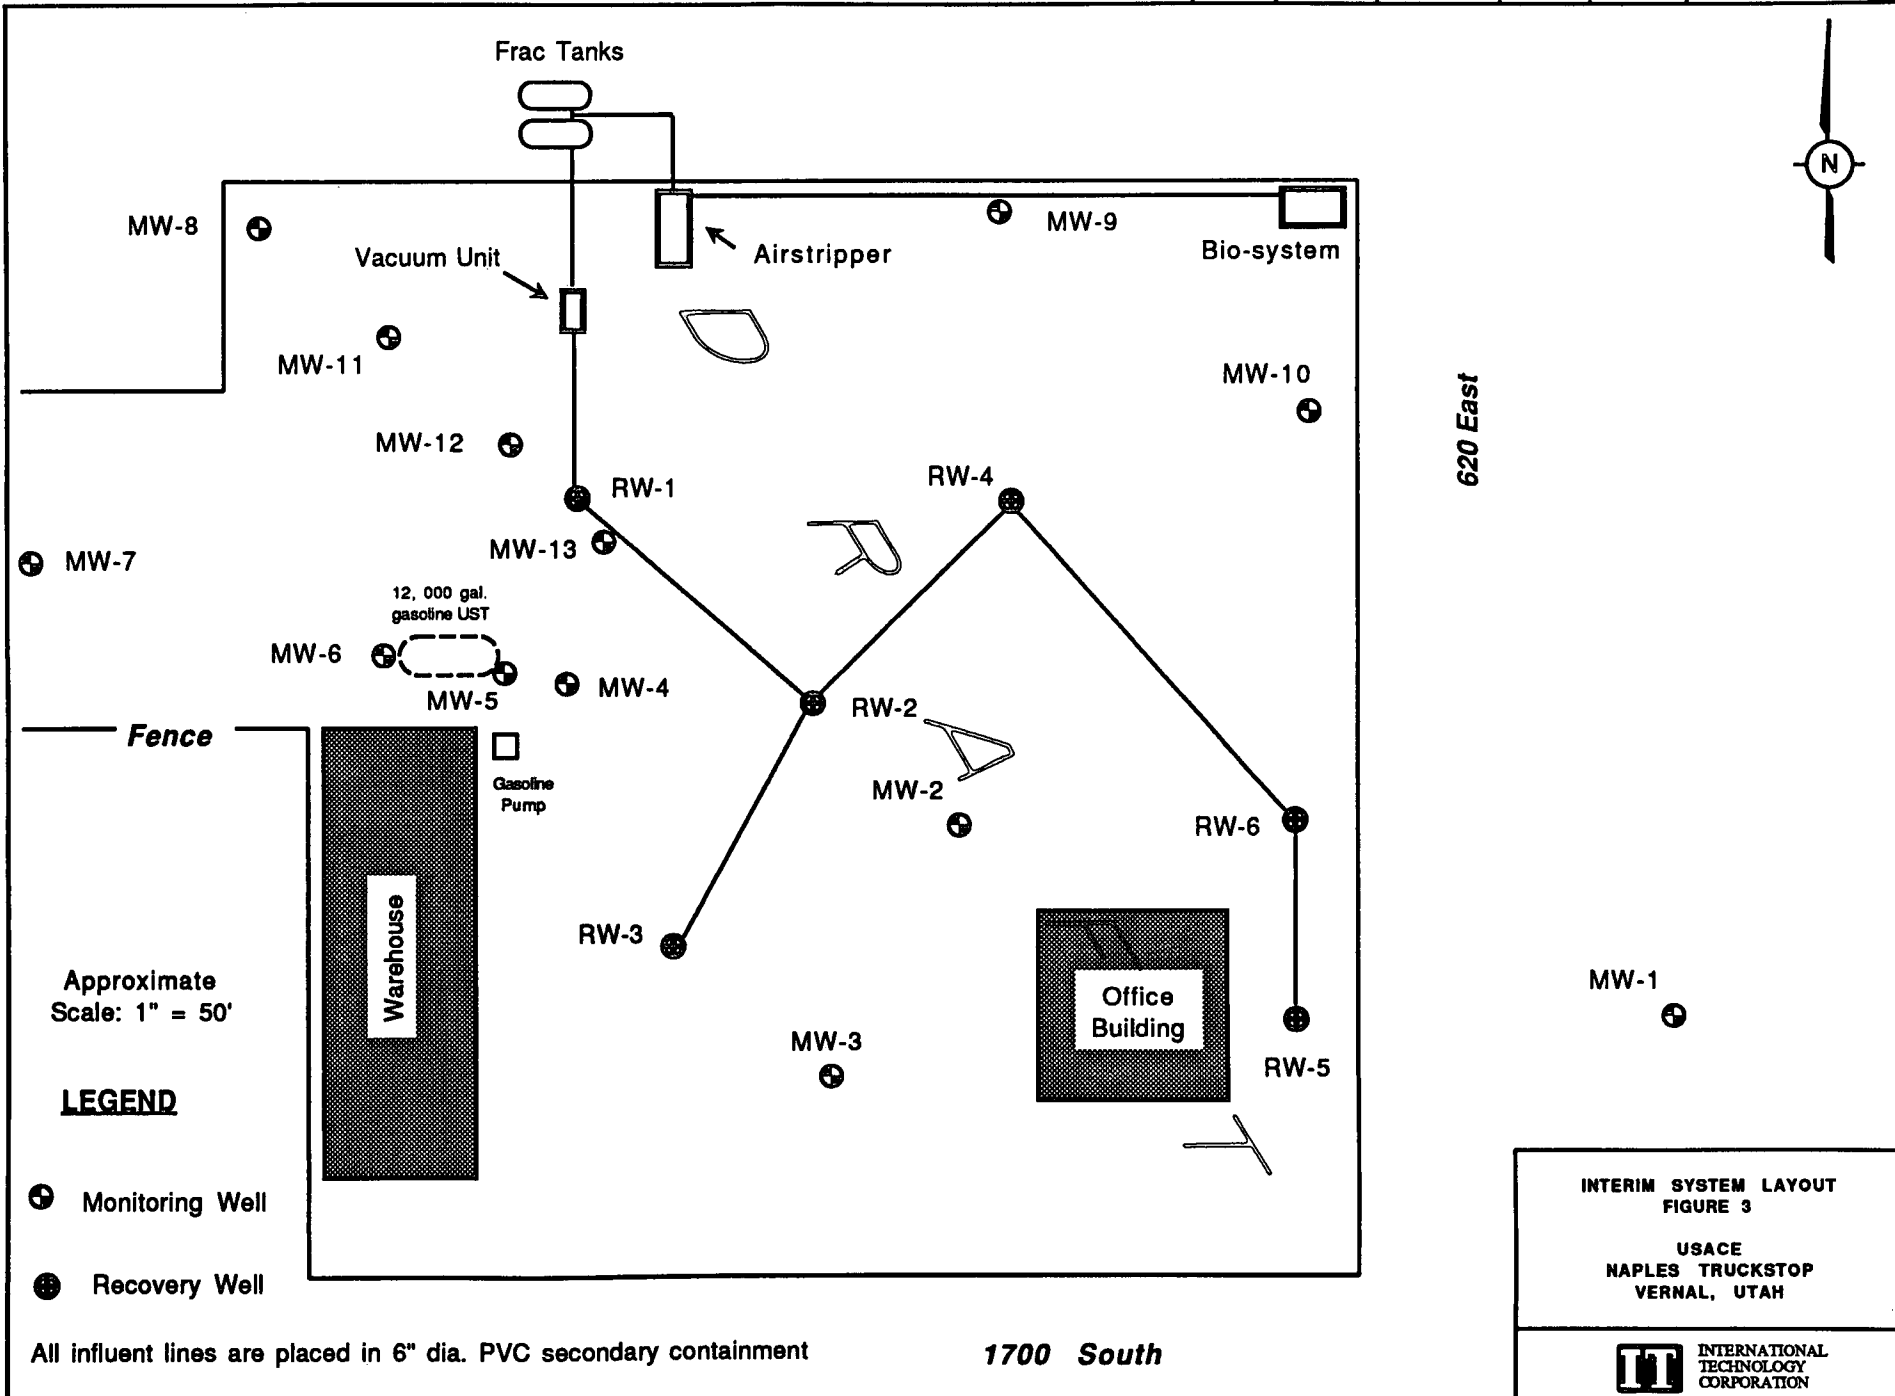 Frac Tanks
N
MW-8
MW-9
Vacuum Unit
Airstripper
Bio-system
MW-11
MW-10
620 East
MW-12
RW-1
RW-4
MW-13
MW-7
12, 000 gal.
gasoline UST
MW-6
MW-5
MW-4
RW-2
Fence
Gasoline
Pump
MW-2
RW-6
Warehouse
RW-3
Approximate
Scale: 1" = 50'
Office
Building
MW-1
MW-3
RW-5
LEGEND
Monitoring Well
Recovery Well
All influent lines are placed in 6" dia. PVC secondary containment
1700 South
INTERIM SYSTEM LAYOUT
FIGURE 3
USACE
NAPLES TRUCKSTOP
VERNAL, UTAH
IT
INTERNATIONAL
TECHNOLOGY
CORPORATION
DRAFT